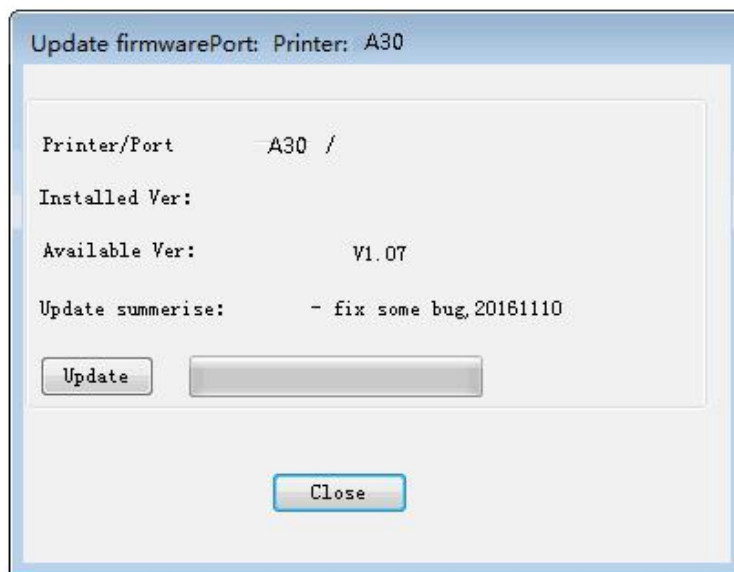 Update firmwarePort: Printer: A30
Printer/Port A30 /
Installed Ver:
Available Ver: V1.07
Update summerise: - fix some bug,20161110
Update
Close